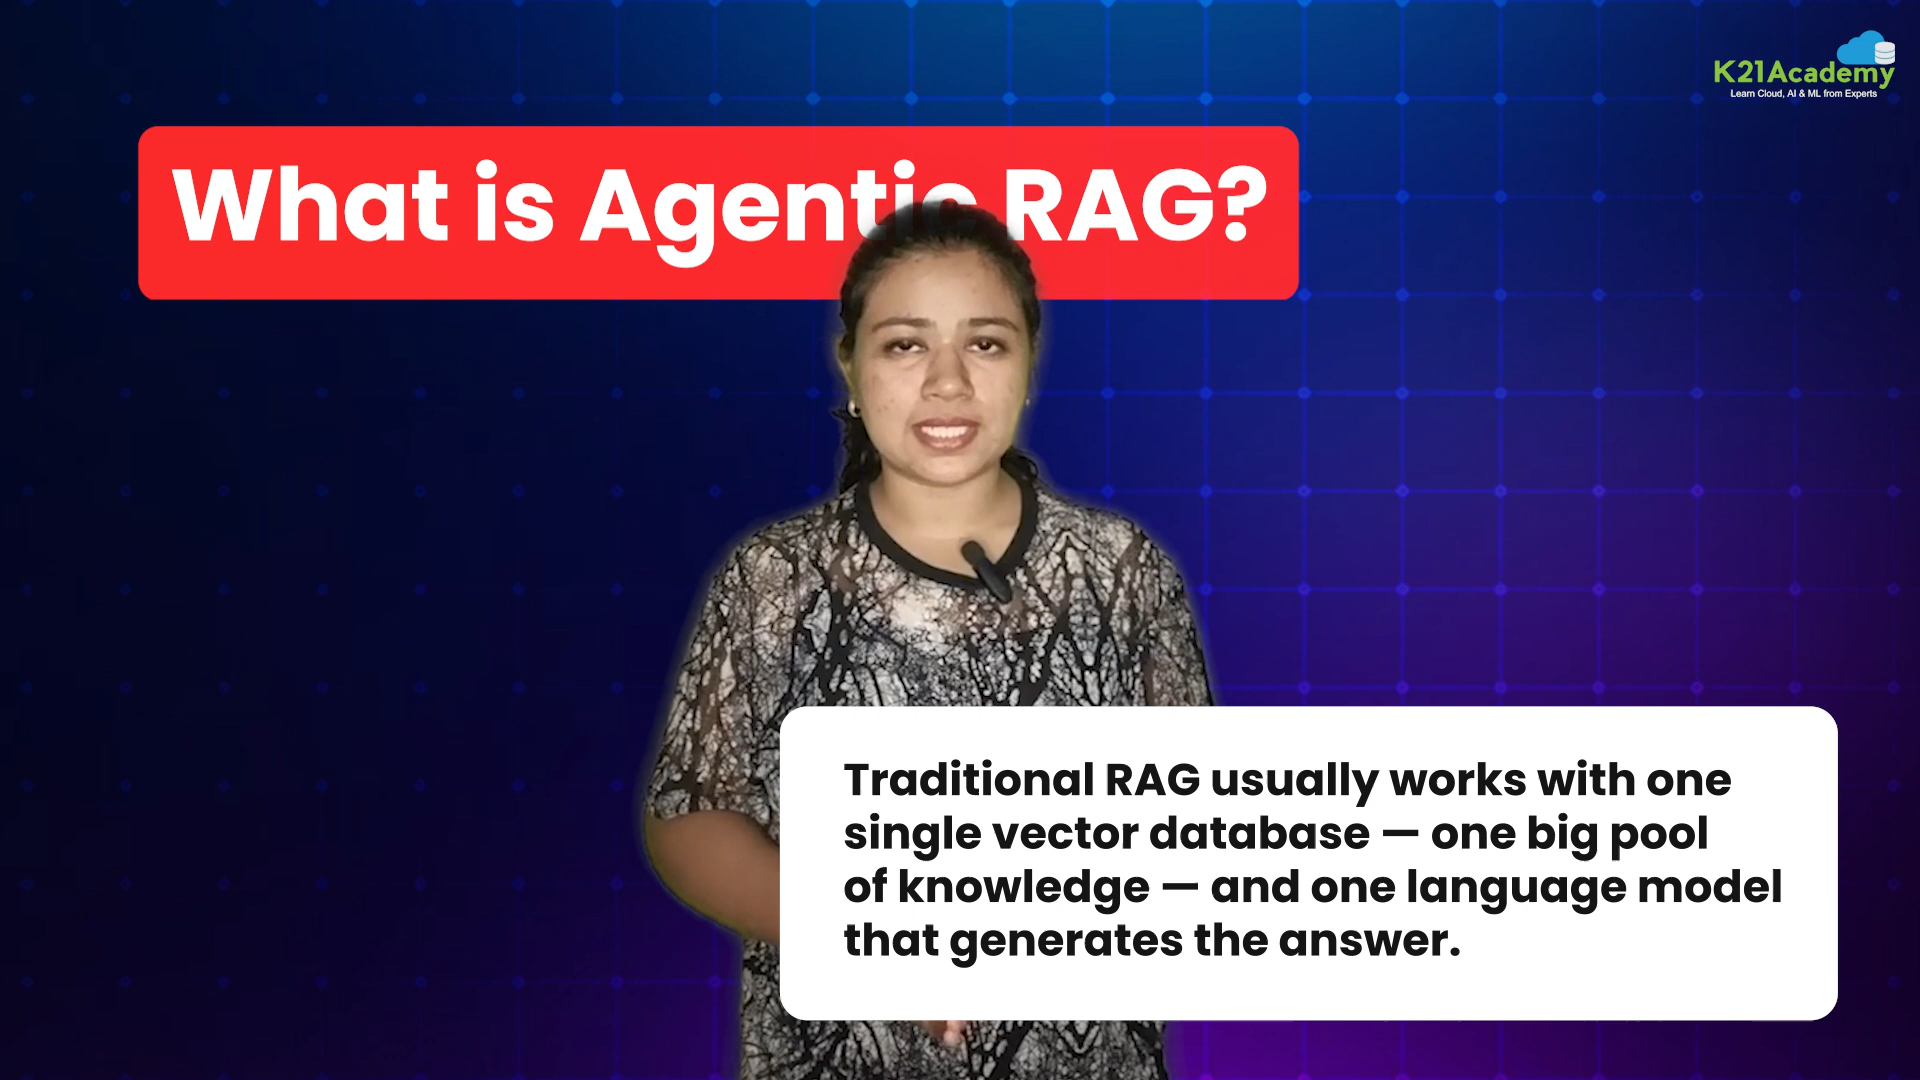 K21Academy
Learn Cloud, AI & ML from Experts
What is Agentic RAG?
Traditional RAG usually works with one
single vector database — one big pool
of knowledge — and one language model
that generates the answer.